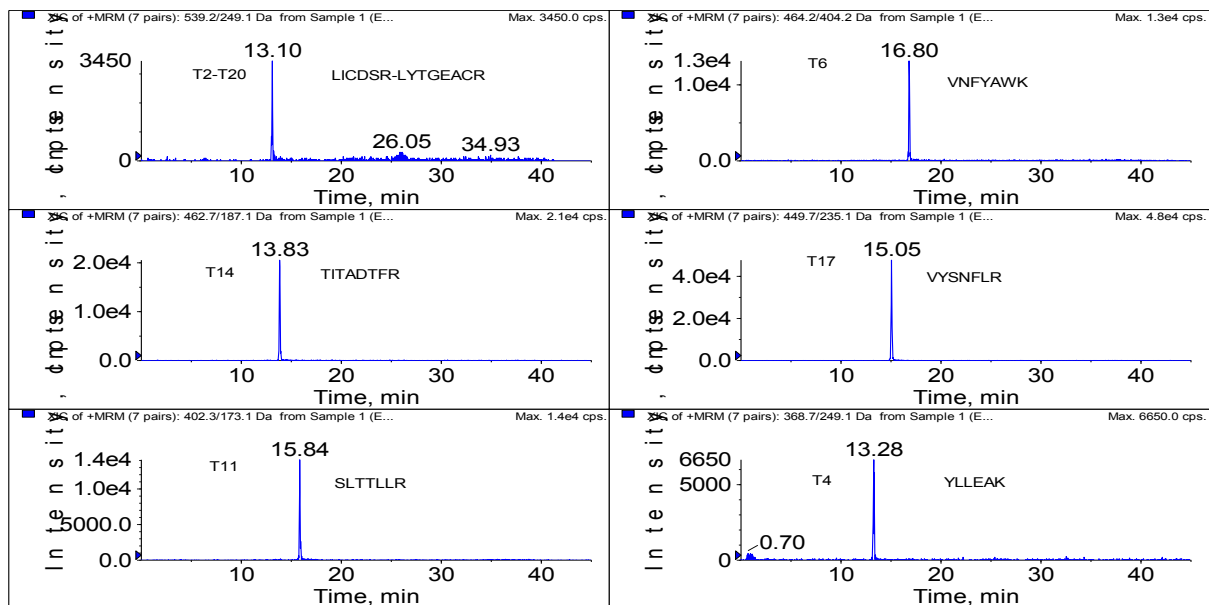 XIC of +MRM (7 pairs): 539.2/249.1 Da from Sample 1 (E... Max. 3450.0 cps.
3450
0
13.10
T2-T20
LICDSR-LYTGEACR
26.05
34.93
10 20 30 40
Time, min
XIC of +MRM (7 pairs): 464.2/404.2 Da from Sample 1 (E... Max. 1.3e4 cps.
1.3e4
1.0e4
0.0
T6
16.80
VNFYAWK
10 20 30 40
Time, min
XIC of +MRM (7 pairs): 462.7/187.1 Da from Sample 1 (E... Max. 2.1e4 cps.
2.0e4
1.0e4
0.0
13.83
T14
TITADTFR
10 20 30 40
Time, min
XIC of +MRM (7 pairs): 449.7/235.1 Da from Sample 1 (E... Max. 4.8e4 cps.
4.0e4
2.0e4
0.0
T17
15.05
VYSNFLR
10 20 30 40
Time, min
XIC of +MRM (7 pairs): 402.3/173.1 Da from Sample 1 (E... Max. 1.4e4 cps.
1.4e4
1.0e4
5000.0
0.0
15.84
T11
SLTTLLR
10 20 30 40
Time, min
XIC of +MRM (7 pairs): 368.7/249.1 Da from Sample 1 (E... Max. 6650.0 cps.
6650
5000
0
13.28
T4
YLLEAK
0.70
10 20 30 40
Time, min